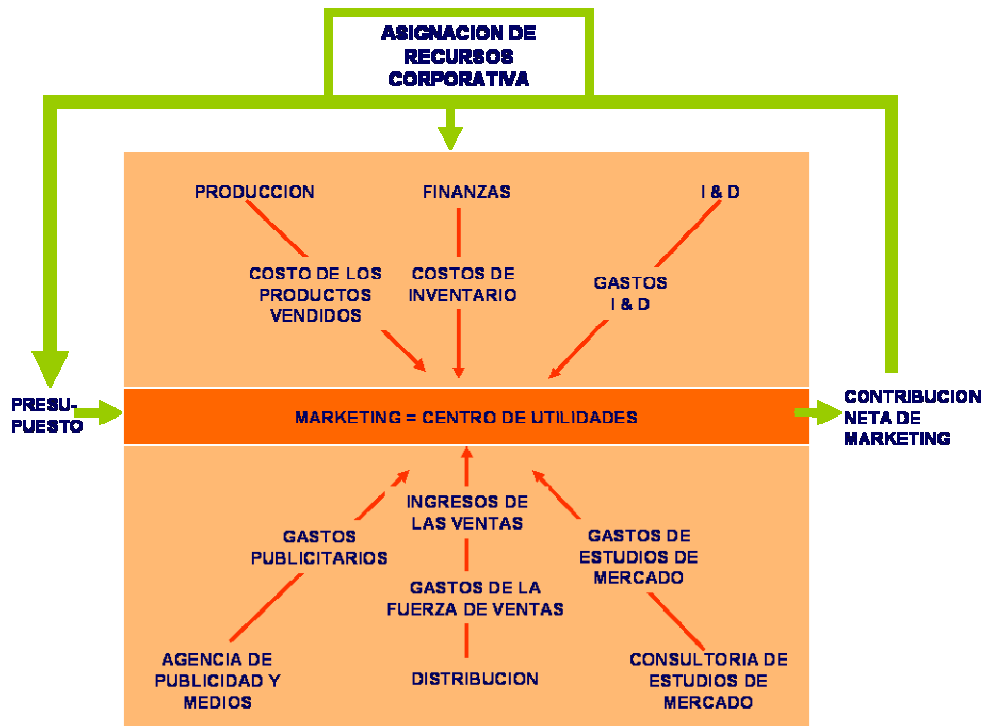 ASIGNACION DE
RECURSOS
CORPORATIVA
PRODUCCION
FINANZAS
I & D
COSTO DE LOS
PRODUCTOS
VENDIDOS
COSTOS DE
INVENTARIO
GASTOS
I & D
PRESU-
PUESTO
MARKETING = CENTRO DE UTILIDADES
CONTRIBUCION
NETA DE
MARKETING
GASTOS
PUBLICITARIOS
INGRESOS DE
LAS VENTAS
GASTOS DE
ESTUDIOS DE
MERCADO
GASTOS DE LA
FUERZA DE VENTAS
AGENCIA DE
PUBLICIDAD Y
MEDIOS
DISTRIBUCION
CONSULTORIA DE
ESTUDIOS DE
MERCADO